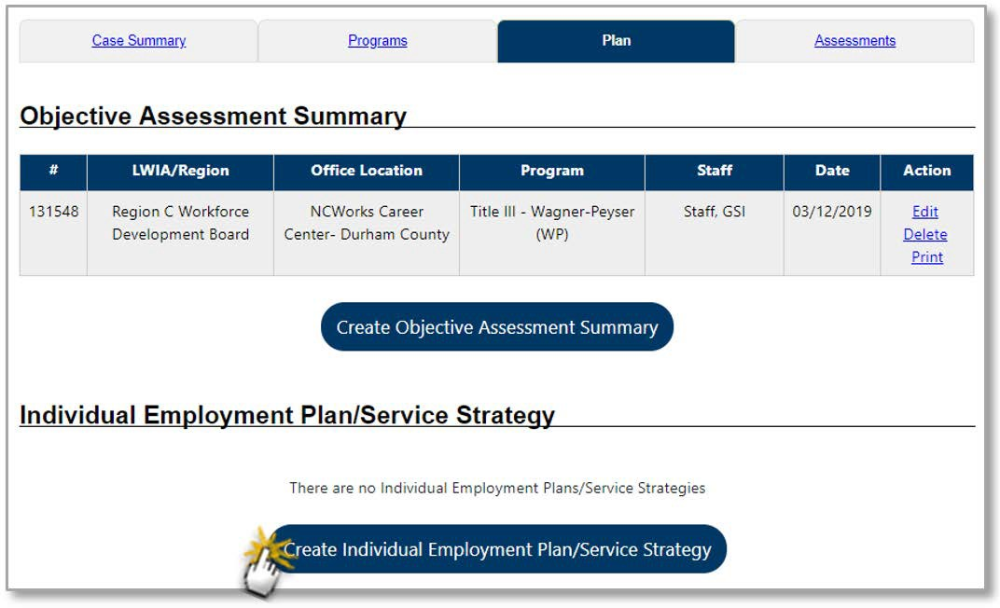 Case Summary
Programs
Plan
Assessments
Objective Assessment Summary
#
LWIA/Region
Office Location
Program
Staff
Date
Action
131548
Region C Workforce
Development Board
NCWorks Career
Center- Durham County
Title III - Wagner-Peyser
(WP)
Staff, GSI
03/12/2019
Edit
Delete
Print
Create Objective Assessment Summary
Individual Employment Plan/Service Strategy
There are no Individual Employment Plans/Service Strategies
Create Individual Employment Plan/Service Strategy